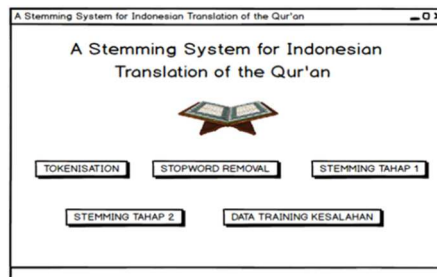 A Stemming System for Indonesian Translation of the Qur'an
A Stemming System for Indonesian
Translation of the Qur'an
TOKENISATION
STOPWORD REMOVAL
STEMMING TAHAP 1
STEMMING TAHAP 2
DATA TRAINING KESALAHAN